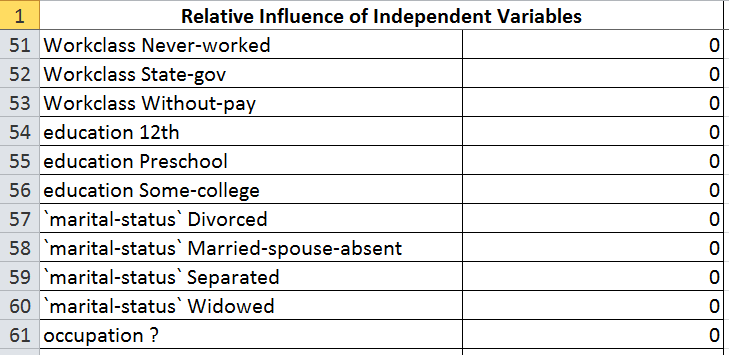 1 Relative Influence of Independent Variables
51 Workclass Never-worked 0
52 Workclass State-gov 0
53 Workclass Without-pay 0
54 education 12th 0
55 education Preschool 0
56 education Some-college 0
57 `marital-status` Divorced 0
58 `marital-status` Married-spouse-absent 0
59 `marital-status` Separated 0
60 `marital-status` Widowed 0
61 occupation ? 0